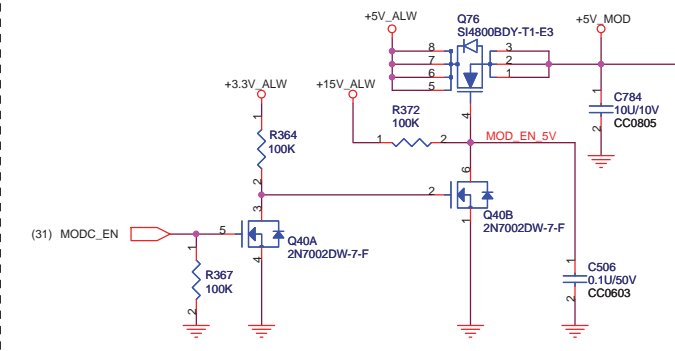 +5V_ALW
Q76
SI4800BDY-T1-E3
+5V_MOD
8
7
6
5
3
2
1
4
+3.3V_ALW
+15V_ALW
R372
100K
1
2
MOD_EN_5V
1
C784
10U/10V
CC0805
2
1
R364
100K
2
3
2
6
Q40B
2N7002DW-7-F
1
(31) MODC_EN
5
Q40A
2N7002DW-7-F
4
1
R367
100K
2
1
C506
0.1U/50V
CC0603
2